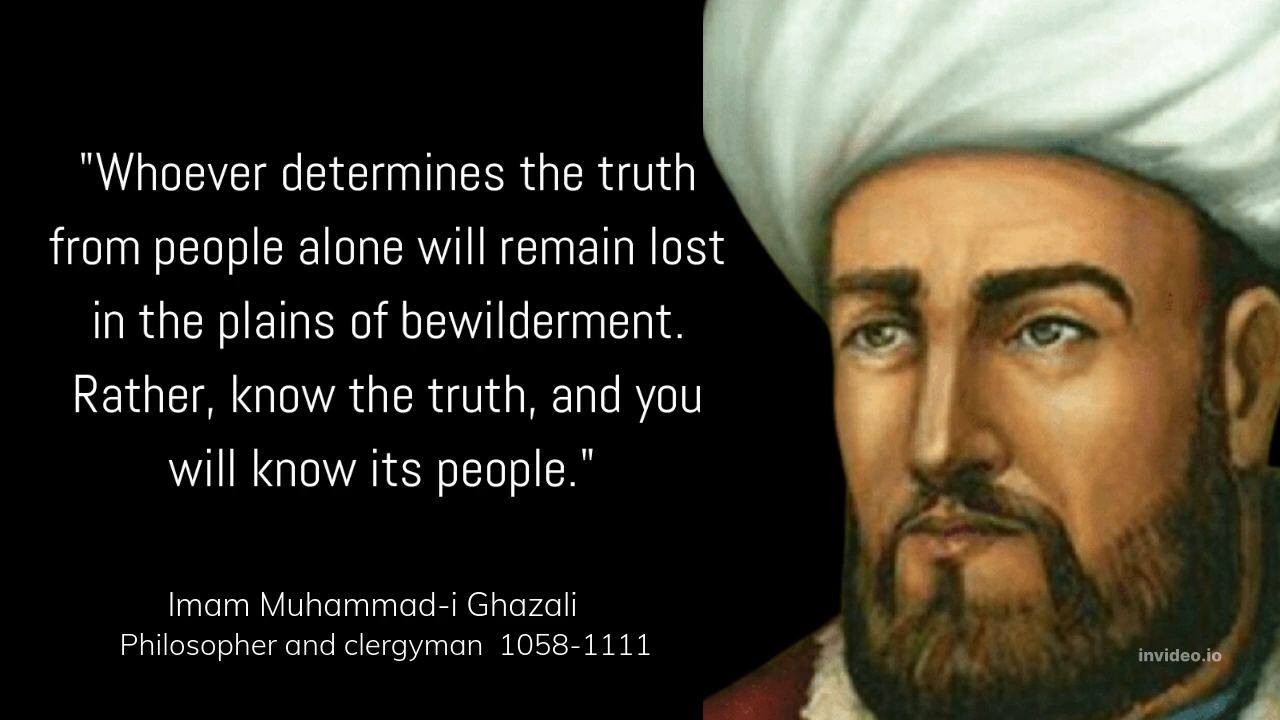 "Whoever determines the truth
from people alone will remain lost
in the plains of bewilderment.
Rather, know the truth, and you
will know its people."
Imam Muhammad-i Ghazali
Philosopher and clergyman  1058-1111
invideo.io